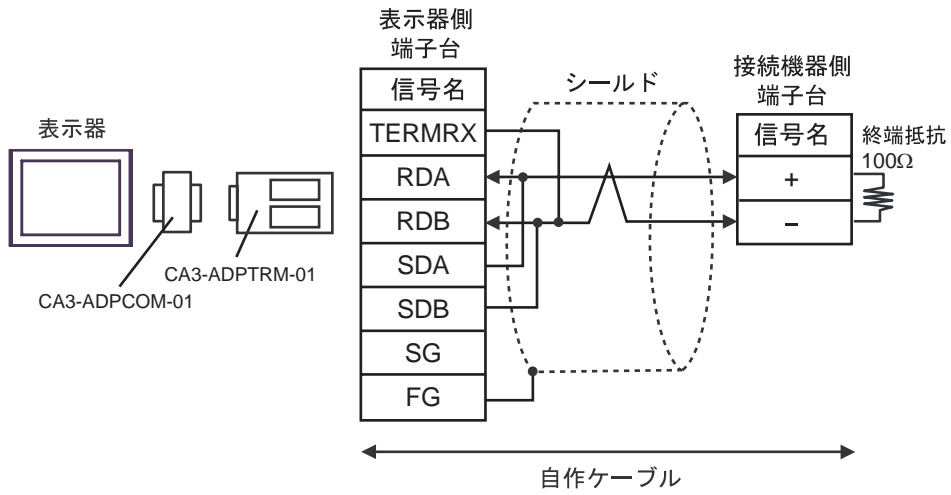 表示器
CA3-ADPCOM-01
CA3-ADPTRM-01
表示器側
端子台
信号名
TERMRX
RDA
RDB
SDA
SDB
SG
FG
シールド
接続機器側
端子台
信号名
+
−
終端抵抗
100Ω
自作ケーブル